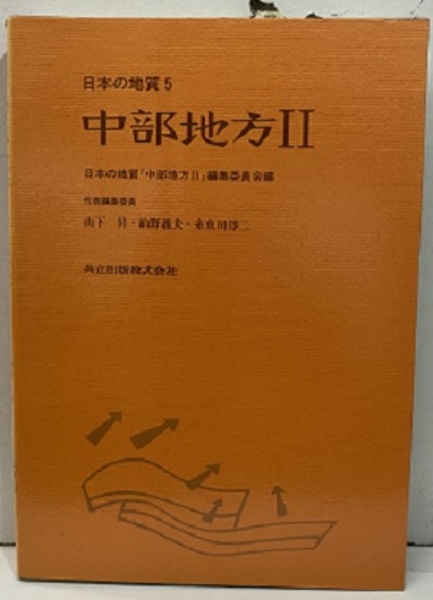 日本の地質 5
中部地方II
日本の地質「中部地方II」編集委員会編
代表編集委員
山下 昇・絈野義夫・糸魚川淳二
共立出版株式会社